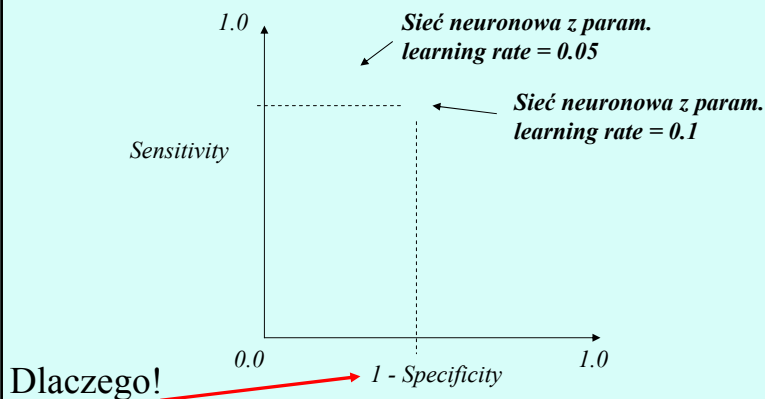 1.0
Sieć neuronowa z param.
learning rate = 0.05
Sieć neuronowa z param.
learning rate = 0.1
Sensitivity
0.0
1.0
1 - Specificity
Dlaczego!